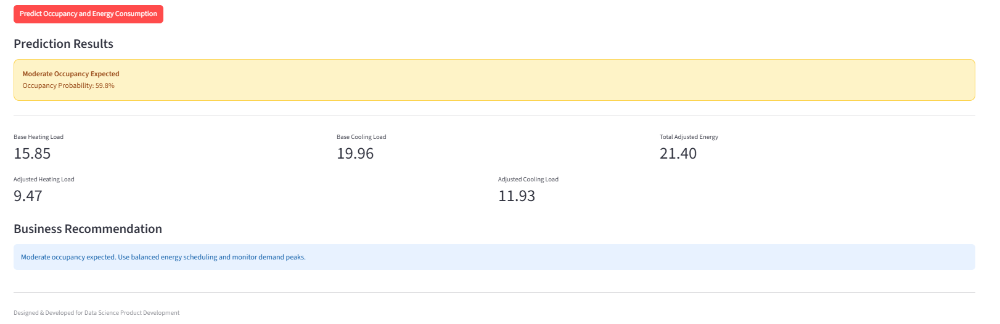 Predict Occupancy and Energy Consumption
Prediction Results
Moderate Occupancy Expected
Occupancy Probability: 59.8%
Base Heating Load
Base Cooling Load
Total Adjusted Energy
15.85
19.96
21.40
Adjusted Heating Load
Adjusted Cooling Load
9.47
11.93
Business Recommendation
Moderate occupancy expected. Use balanced energy scheduling and monitor demand peaks.
Designed & Developed for Data Science Product Development